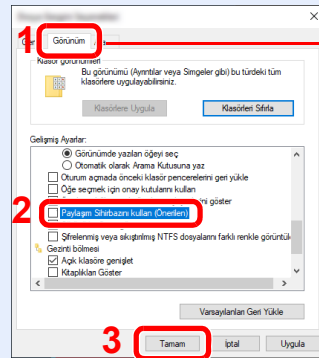 1
Görünüm
Klasör görünümleri
Bu görünümü (Ayrıntılar veya Simgeler gibi) bu türdeki tüm
klasörlere uygulayabilirsiniz.
Klasörlere Uygula
Klasörleri Sıfırla
Gelişmiş Ayarlar:
Görünümde yazılan öğeyi seç
Otomatik olarak Arama Kutusuna yaz
Oturum açmada önceki klasör pencerelerini geri yükle
Öğe seçmek için onay kutularını kullan
ini göster
2
Paylaşım Sihirbazını kullan (Önerilen)
Şifrelenmiş veya sıkıştırılmış NTFS dosyalarını farklı renkle görüntül
Gezinti bölmesi
Açık klasöre genişlet
Kitaplıkları Göster
Varsayılanları Geri Yükle
3
Tamam
İptal
Uygula